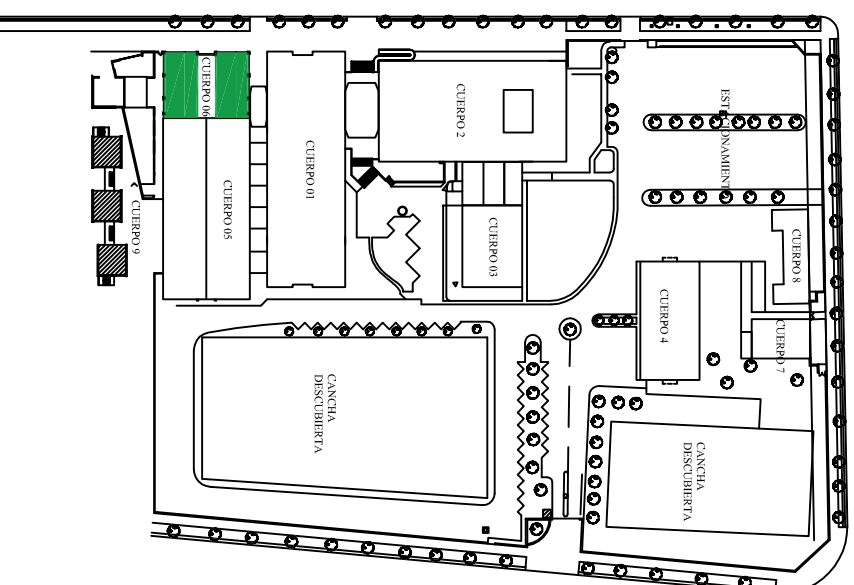 CUERPO 06
CUERPO 01
CUERPO 2
ESTACIONAMIENTO
CUERPO 05
CUERPO 9
CUERPO 03
CUERPO 8
CUERPO 4
CUERPO 7
CANCHA
DESCUBIERTA
CANCHA
DESCUBIERTA